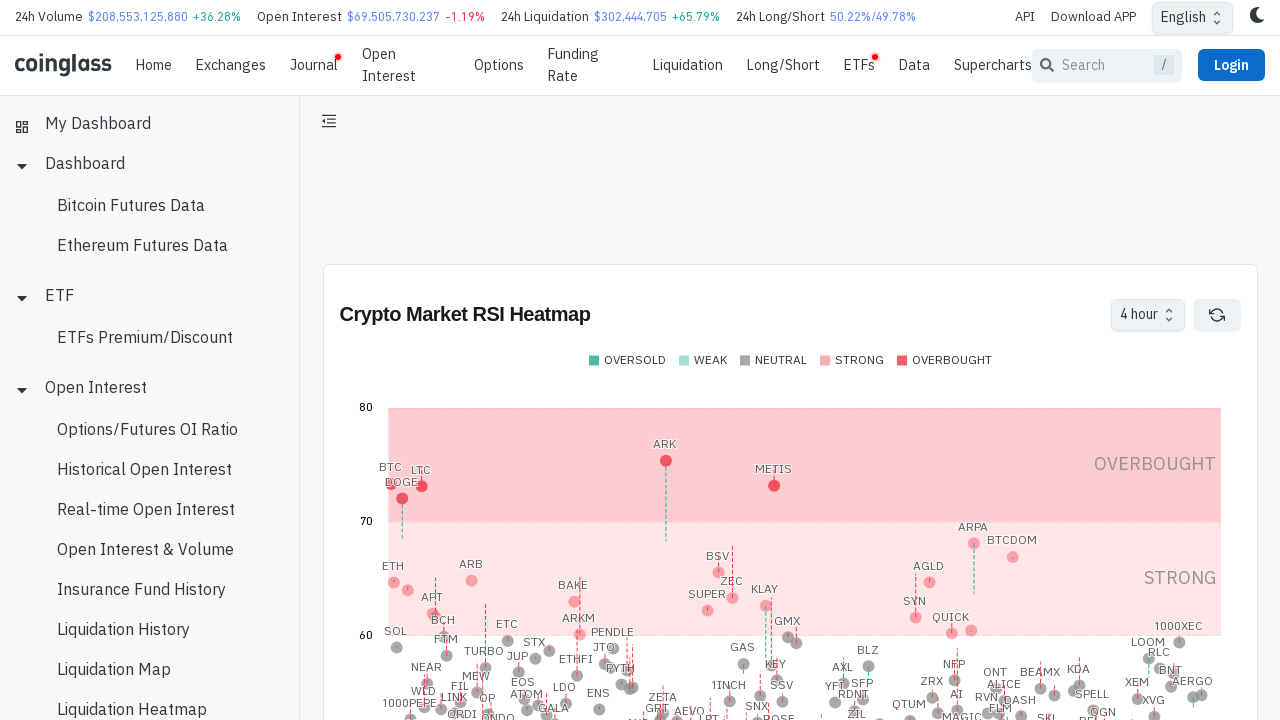 24h Volume $208,553,125,880 +36.28% Open Interest $69,505,730,237 -1.19% 24h Liquidation $302,444,705 +65.79% 24h Long/Short 50.22%/49.78% API Download APP English
coinglass Home Exchanges Journal Open Interest Options Funding Rate Liquidation Long/Short ETFs Data Supercharts Search / Login
My Dashboard
Dashboard
Bitcoin Futures Data
Ethereum Futures Data
ETF
ETFs Premium/Discount
Open Interest
Options/Futures OI Ratio
Historical Open Interest
Real-time Open Interest
Open Interest & Volume
Insurance Fund History
Liquidation History
Liquidation Map
Liquidation Heatmap
Crypto Market RSI Heatmap 4 hour
OVERSOLD WEAK NEUTRAL STRONG OVERBOUGHT
80
ARK
BTC LTC METIS OVERBOUGHT
DOGE
70
ARPA
BTCDOM
BSV
ETH ARB AGLD
STRONG
BAKE ZEC KLAY
APT SUPER
SYN
BCH ARKM GMX QUICK
ETC 1000XEC
SOL PENDLE
60
FTM STX LOOM
TURBO JUP JTO GAS BLZ RLC
ETHFI
NEAR PYTH KEY AXL NFP ONT BEAMX KDA BNT
MEW
WLD FIL EOS LDO 1INCH SSV YFI SFP ZRX ALICE XEM AERGO
1000PEPE LINK OP ATOM ENS ZETA RDNT AI RVN DASH SPELL XVG
ORDI ONDO GALA GRT AEVO SNX ZIL QTUM MAGIC FLM SKL